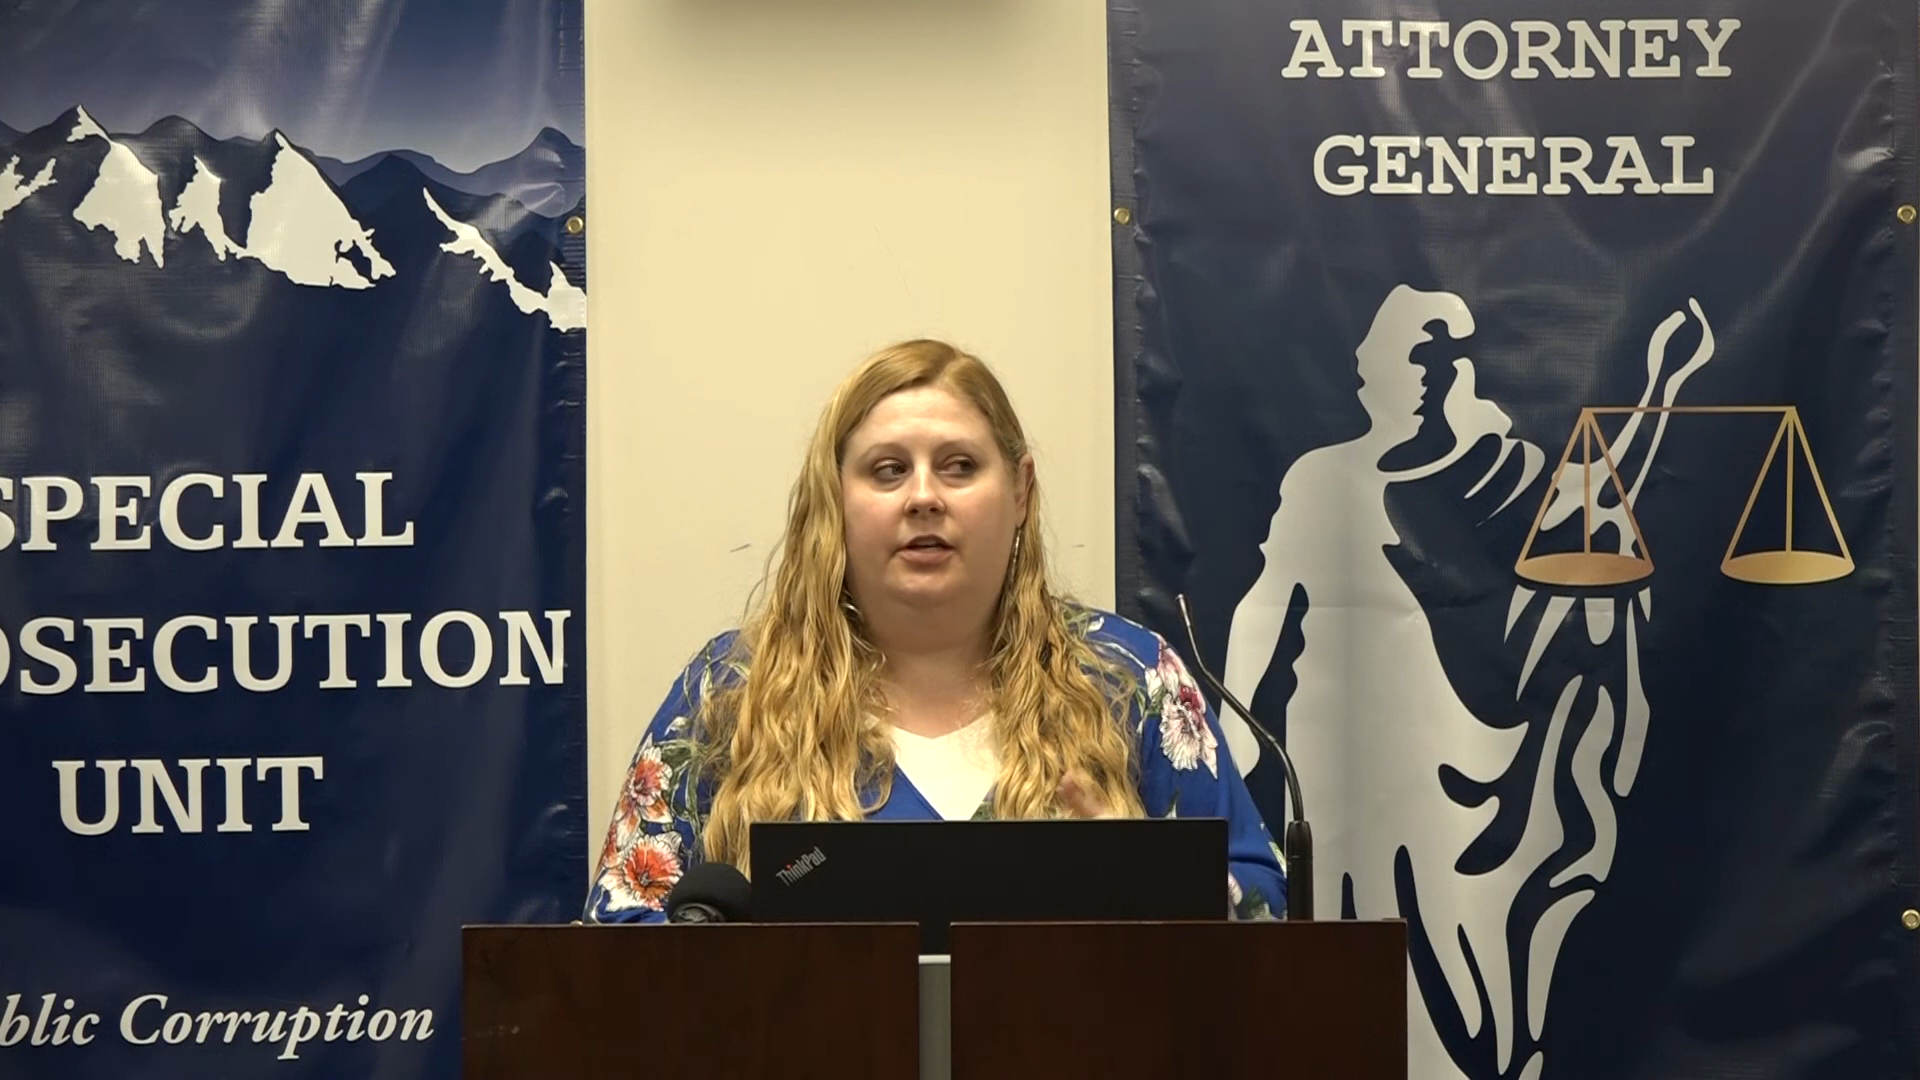 SPECIAL
OSECUTION
UNIT
blic Corruption
ATTORNEY
GENERAL
ThinkPad